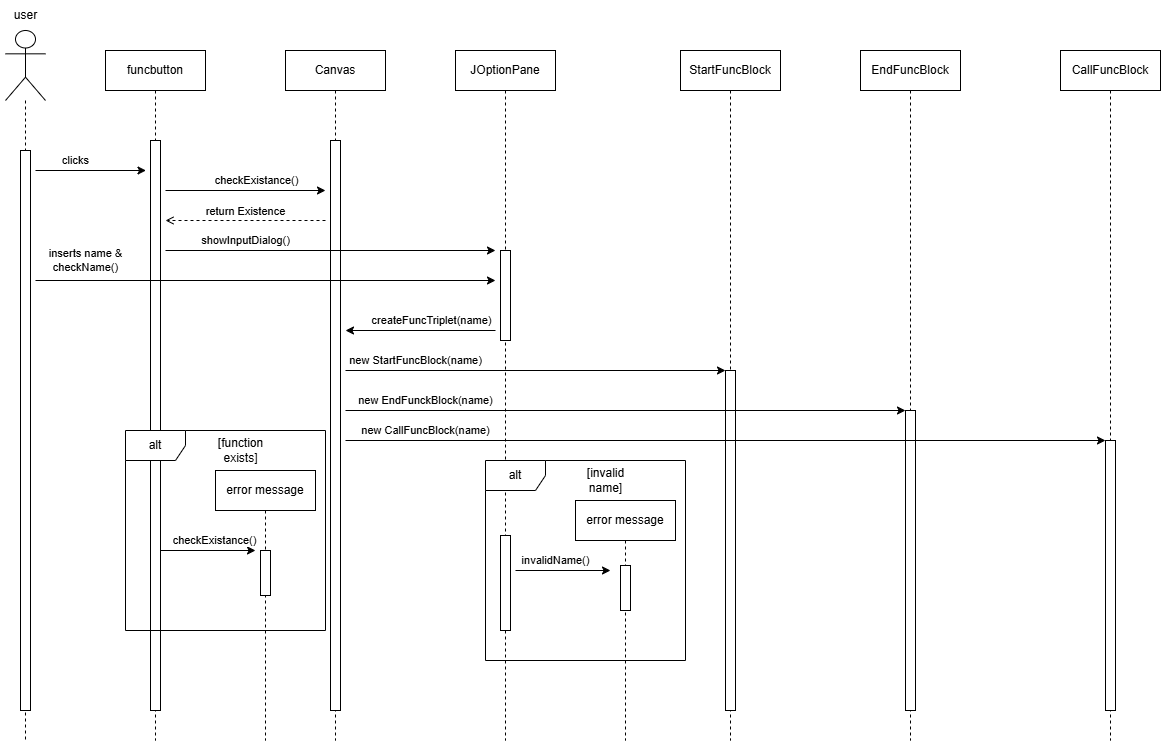 user
funcbutton
Canvas
JOptionPane
StartFuncBlock
EndFuncBlock
CallFuncBlock
clicks
checkExistance()
return Existence
showInputDialog()
inserts name &
checkName()
createFuncTriplet(name)
new StartFuncBlock(name)
new EndFunckBlock(name)
new CallFuncBlock(name)
alt
[function
exists]
error message
checkExistance()
alt
[invalid
name]
error message
invalidName()